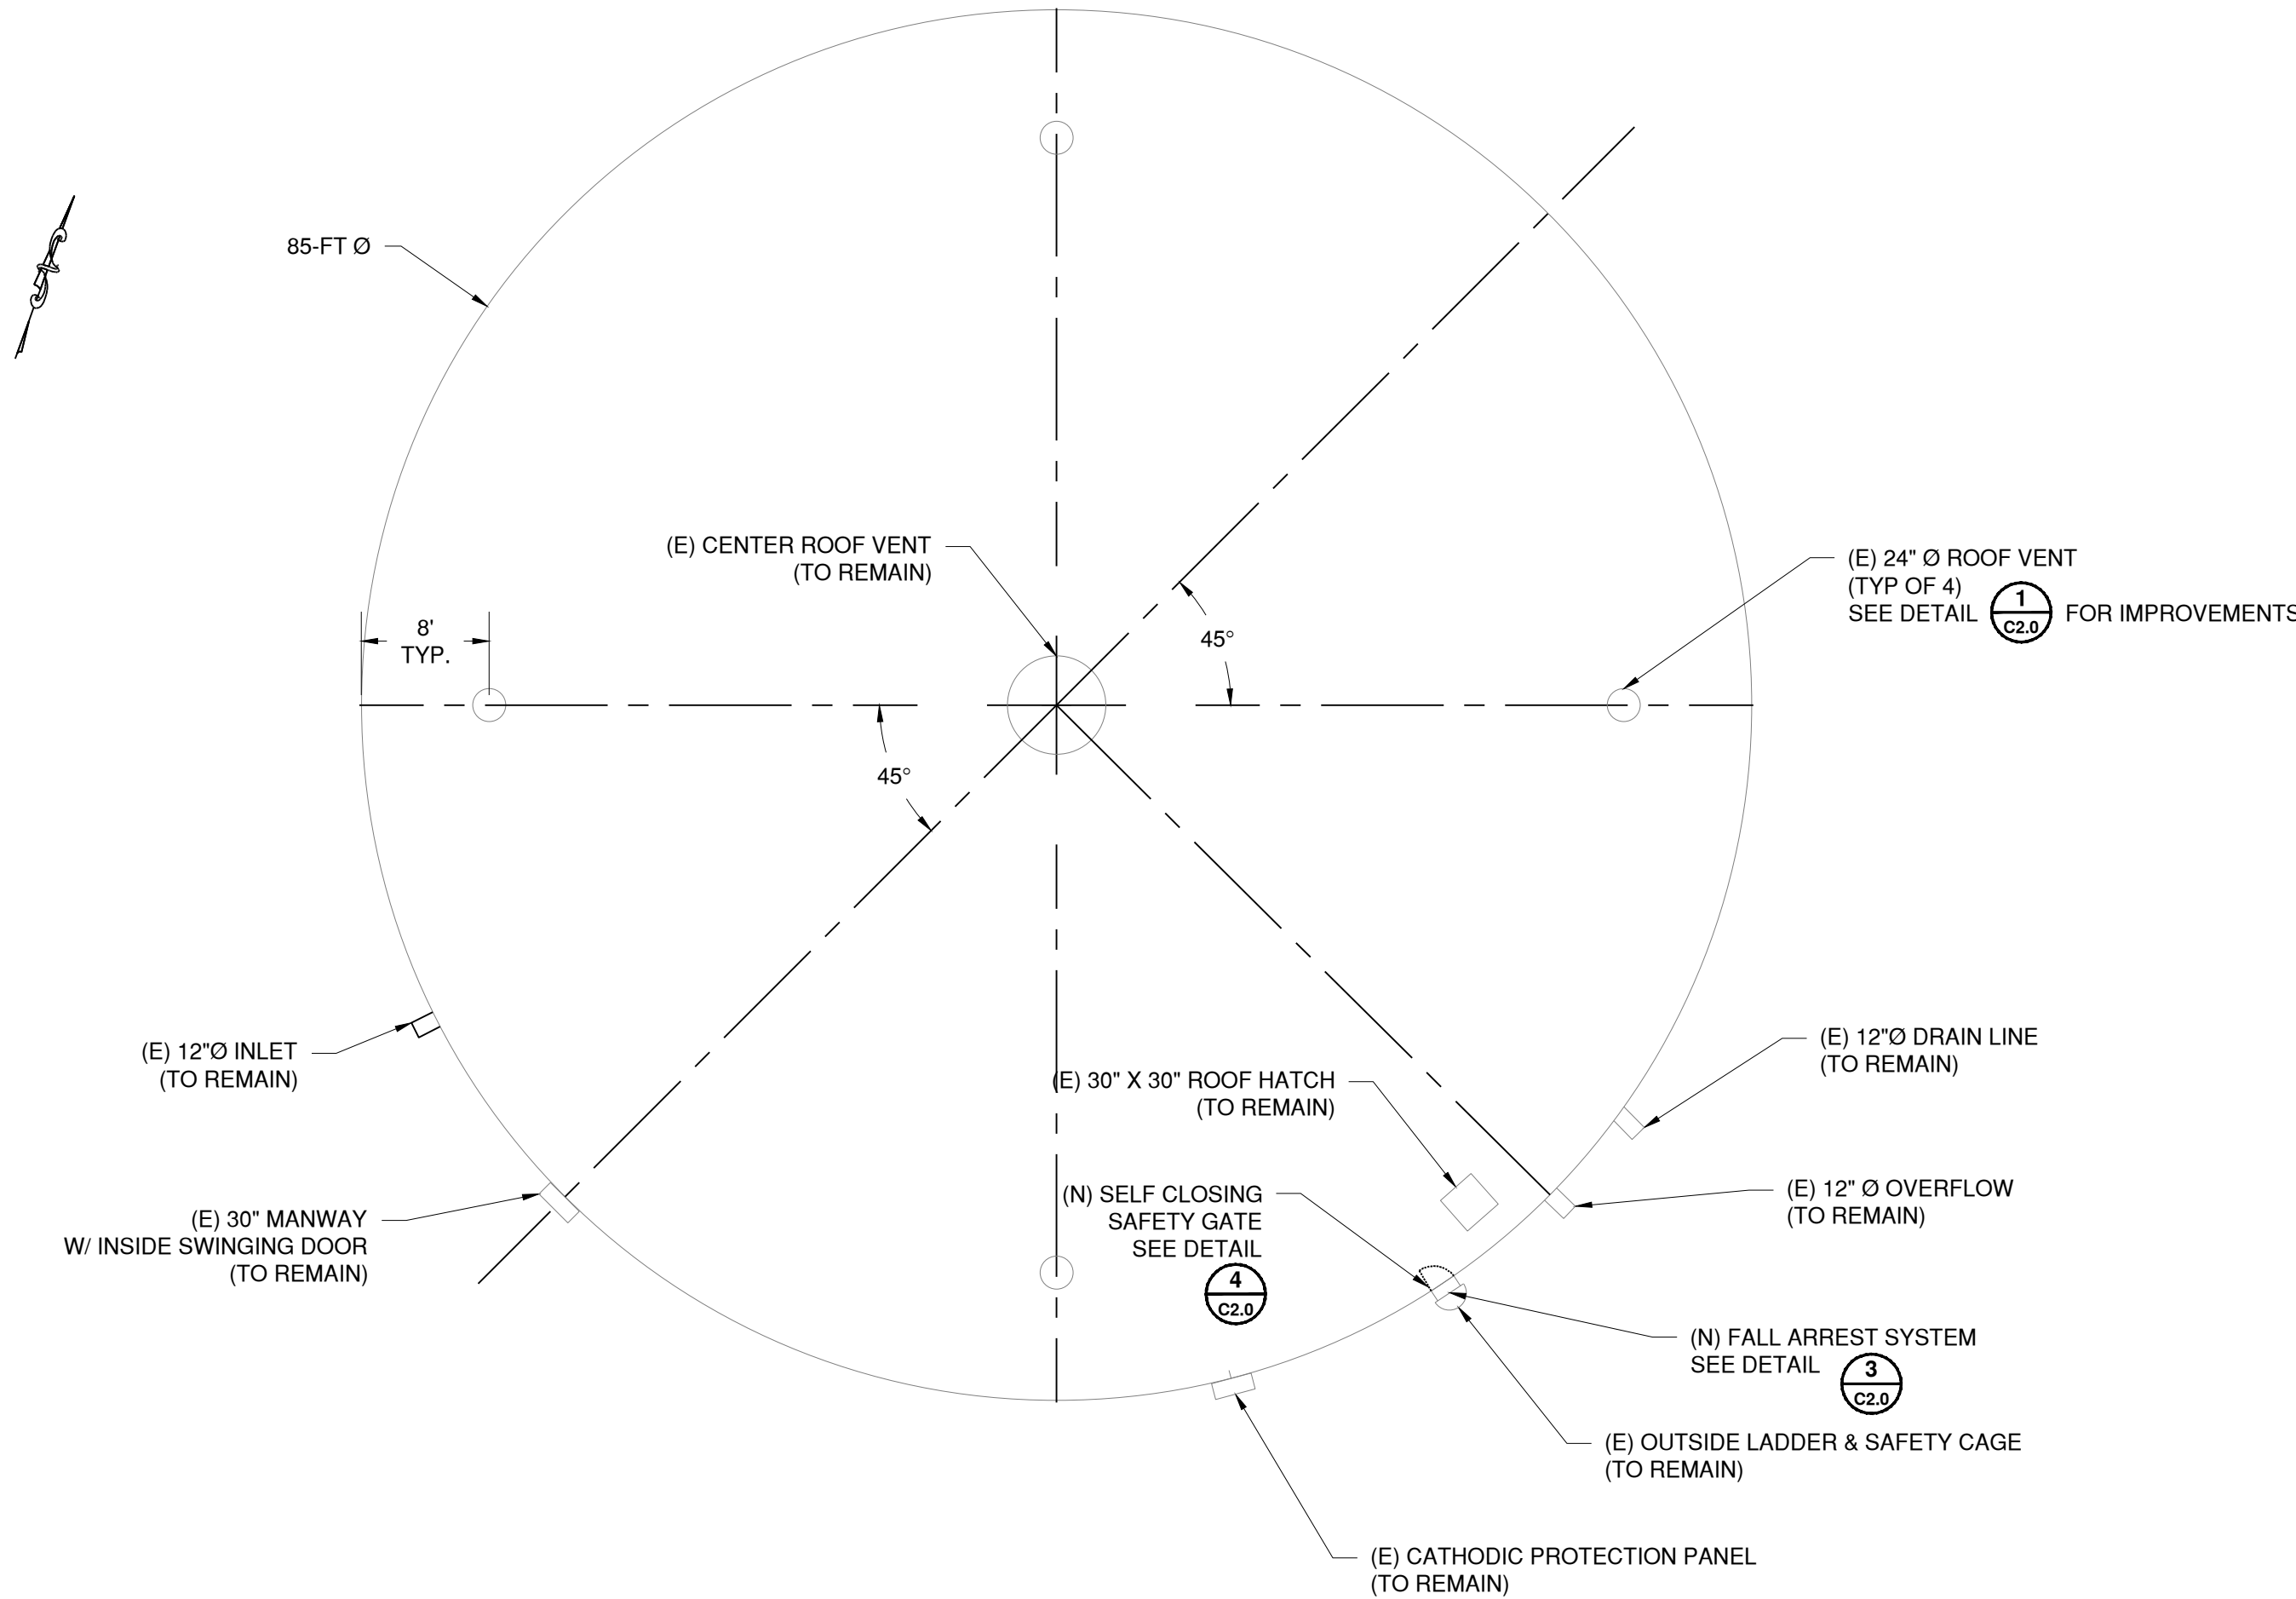 85-FT Ø
(E) CENTER ROOF VENT
(TO REMAIN)
(E) 24" Ø ROOF VENT
(TYP OF 4)
SEE DETAIL 1 C2.0 FOR IMPROVEMENTS
8'
TYP.
45°
45°
(E) 12"Ø INLET
(TO REMAIN)
(E) 12"Ø DRAIN LINE
(TO REMAIN)
(E) 30" X 30" ROOF HATCH
(TO REMAIN)
(E) 30" MANWAY
W/ INSIDE SWINGING DOOR
(TO REMAIN)
(N) SELF CLOSING
SAFETY GATE
SEE DETAIL
4
C2.0
(E) 12" Ø OVERFLOW
(TO REMAIN)
(N) FALL ARREST SYSTEM
SEE DETAIL 3
C2.0
(E) OUTSIDE LADDER & SAFETY CAGE
(TO REMAIN)
(E) CATHODIC PROTECTION PANEL
(TO REMAIN)